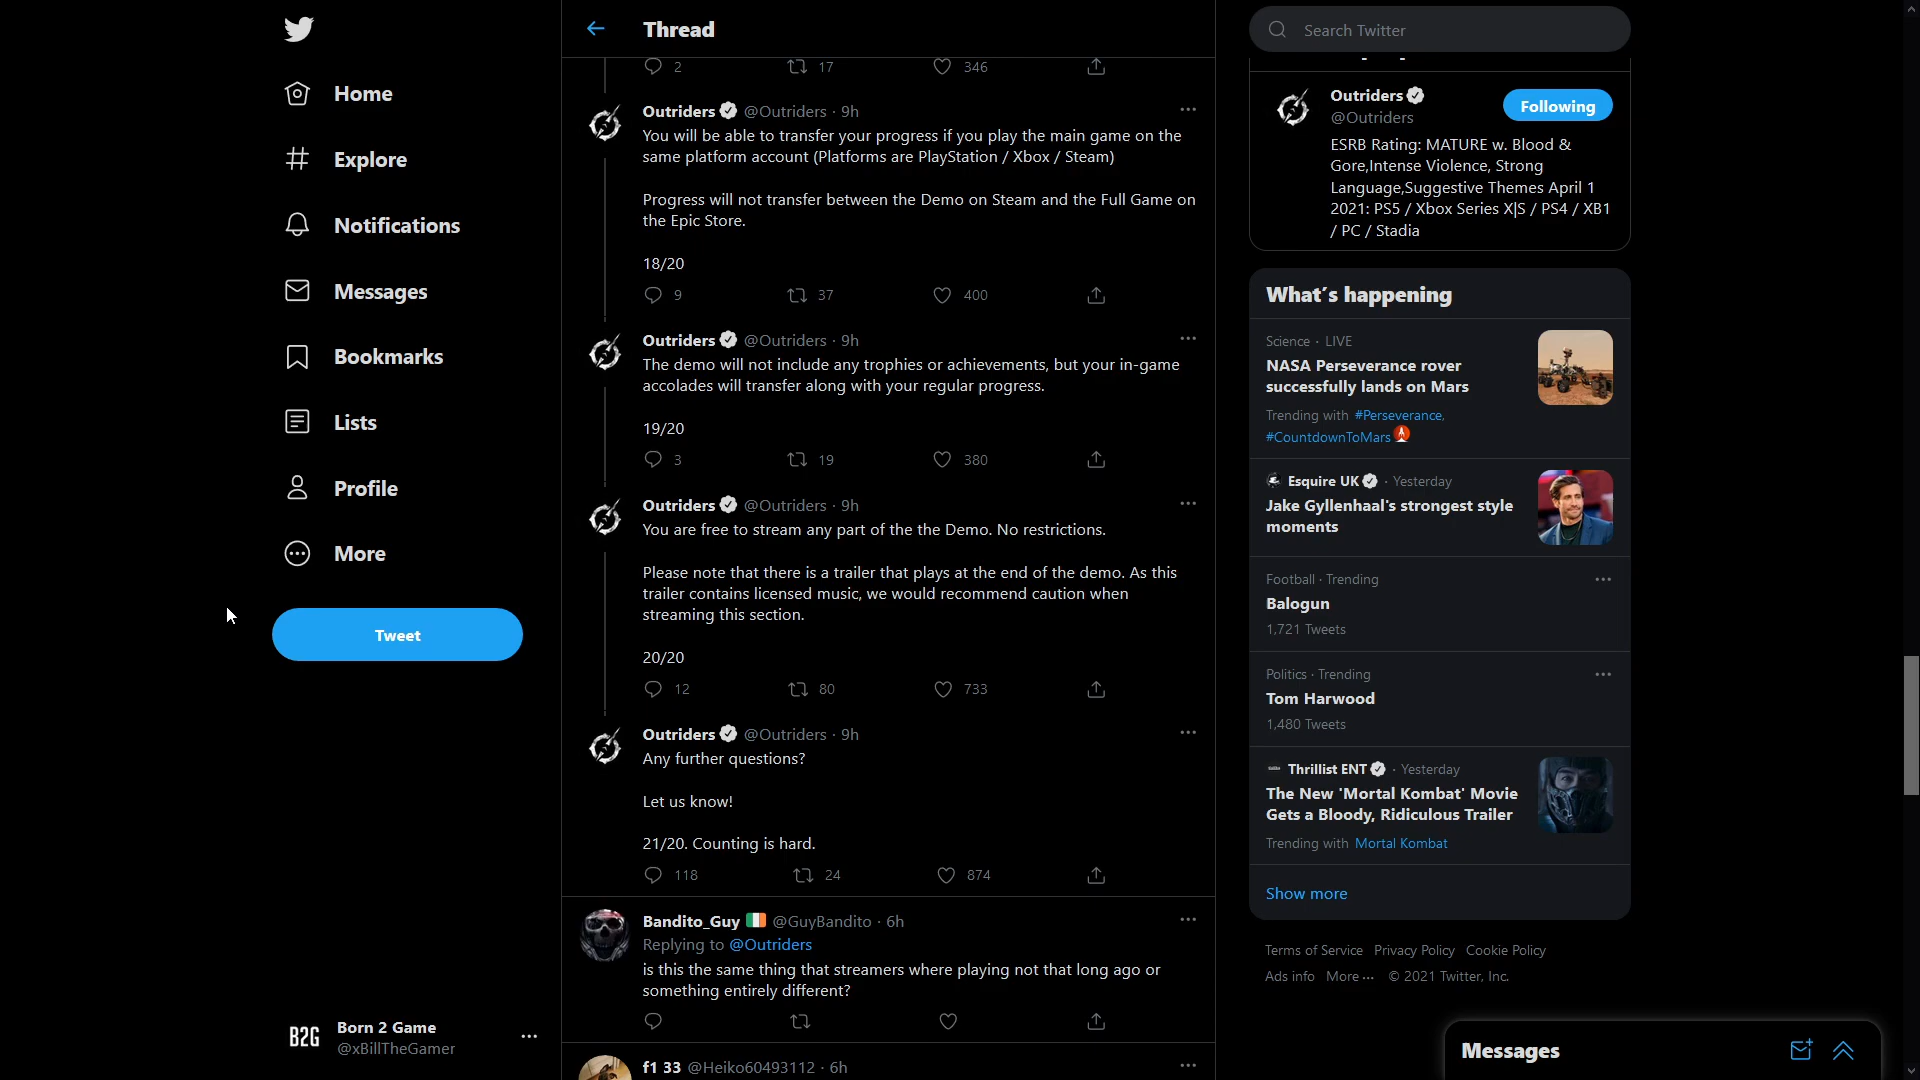 Home
Explore
Notifications
Messages
Bookmarks
Lists
Profile
More
Tweet
B2G
Born 2 Game
@xBillTheGamer
Thread
2 17 346
Outriders @Outriders · 9h
You will be able to transfer your progress if you play the main game on the
same platform account (Platforms are PlayStation / Xbox / Steam)
Progress will not transfer between the Demo on Steam and the Full Game on
the Epic Store.
18/20
9 37 400
Outriders @Outriders · 9h
The demo will not include any trophies or achievements, but your in-game
accolades will transfer along with your regular progress.
19/20
3 19 380
Outriders @Outriders · 9h
You are free to stream any part of the the Demo. No restrictions.
Please note that there is a trailer that plays at the end of the demo. As this
trailer contains licensed music, we would recommend caution when
streaming this section.
20/20
12 80 733
Outriders @Outriders · 9h
Any further questions?
Let us know!
21/20. Counting is hard.
118 24 874
Bandito_Guy @GuyBandito · 6h
Replying to @Outriders
is this the same thing that streamers where playing not that long ago or
something entirely different?
f1 33 @Heiko60493112 · 6h
Search Twitter
Outriders
@Outriders
Following
ESRB Rating: MATURE w. Blood &
Gore,Intense Violence, Strong
Language,Suggestive Themes April 1
2021: PS5 / Xbox Series X|S / PS4 / XB1
/ PC / Stadia
What's happening
Science · LIVE
NASA Perseverance rover
successfully lands on Mars
Trending with #Perseverance,
#CountdownToMars
Esquire UK · Yesterday
Jake Gyllenhaal's strongest style
moments
Football · Trending
Balogun
1,721 Tweets
Politics · Trending
Tom Harwood
1,480 Tweets
Thrillist ENT · Yesterday
The New 'Mortal Kombat' Movie
Gets a Bloody, Ridiculous Trailer
Trending with Mortal Kombat
Show more
Terms of Service Privacy Policy Cookie Policy
Ads info More ··· © 2021 Twitter, Inc.
Messages